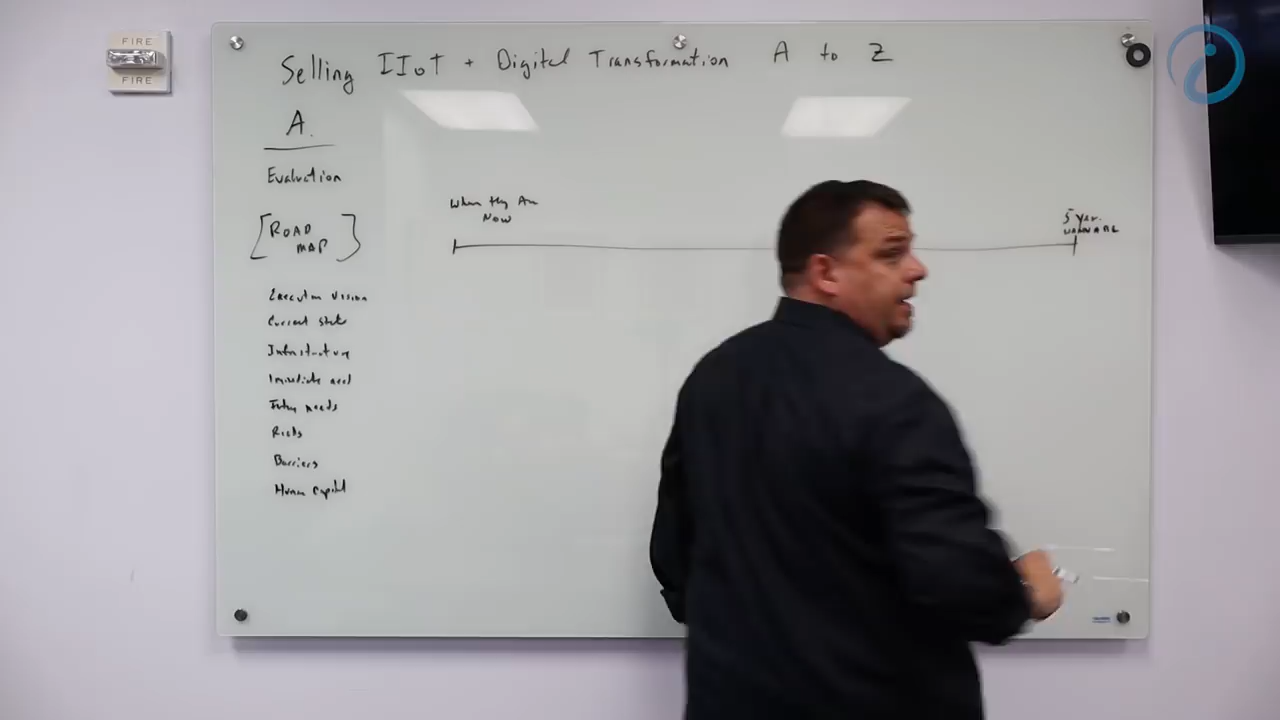 FIRE
FIRE
Selling IIoT + Digital Transformation A to Z
A.
Evaluation
[ROAD
MAP]
Execution Vision
Current state
Infrastructure
Immediate need
Future needs
Risks
Barriers
Human Capital
When they Are
Now
5 year